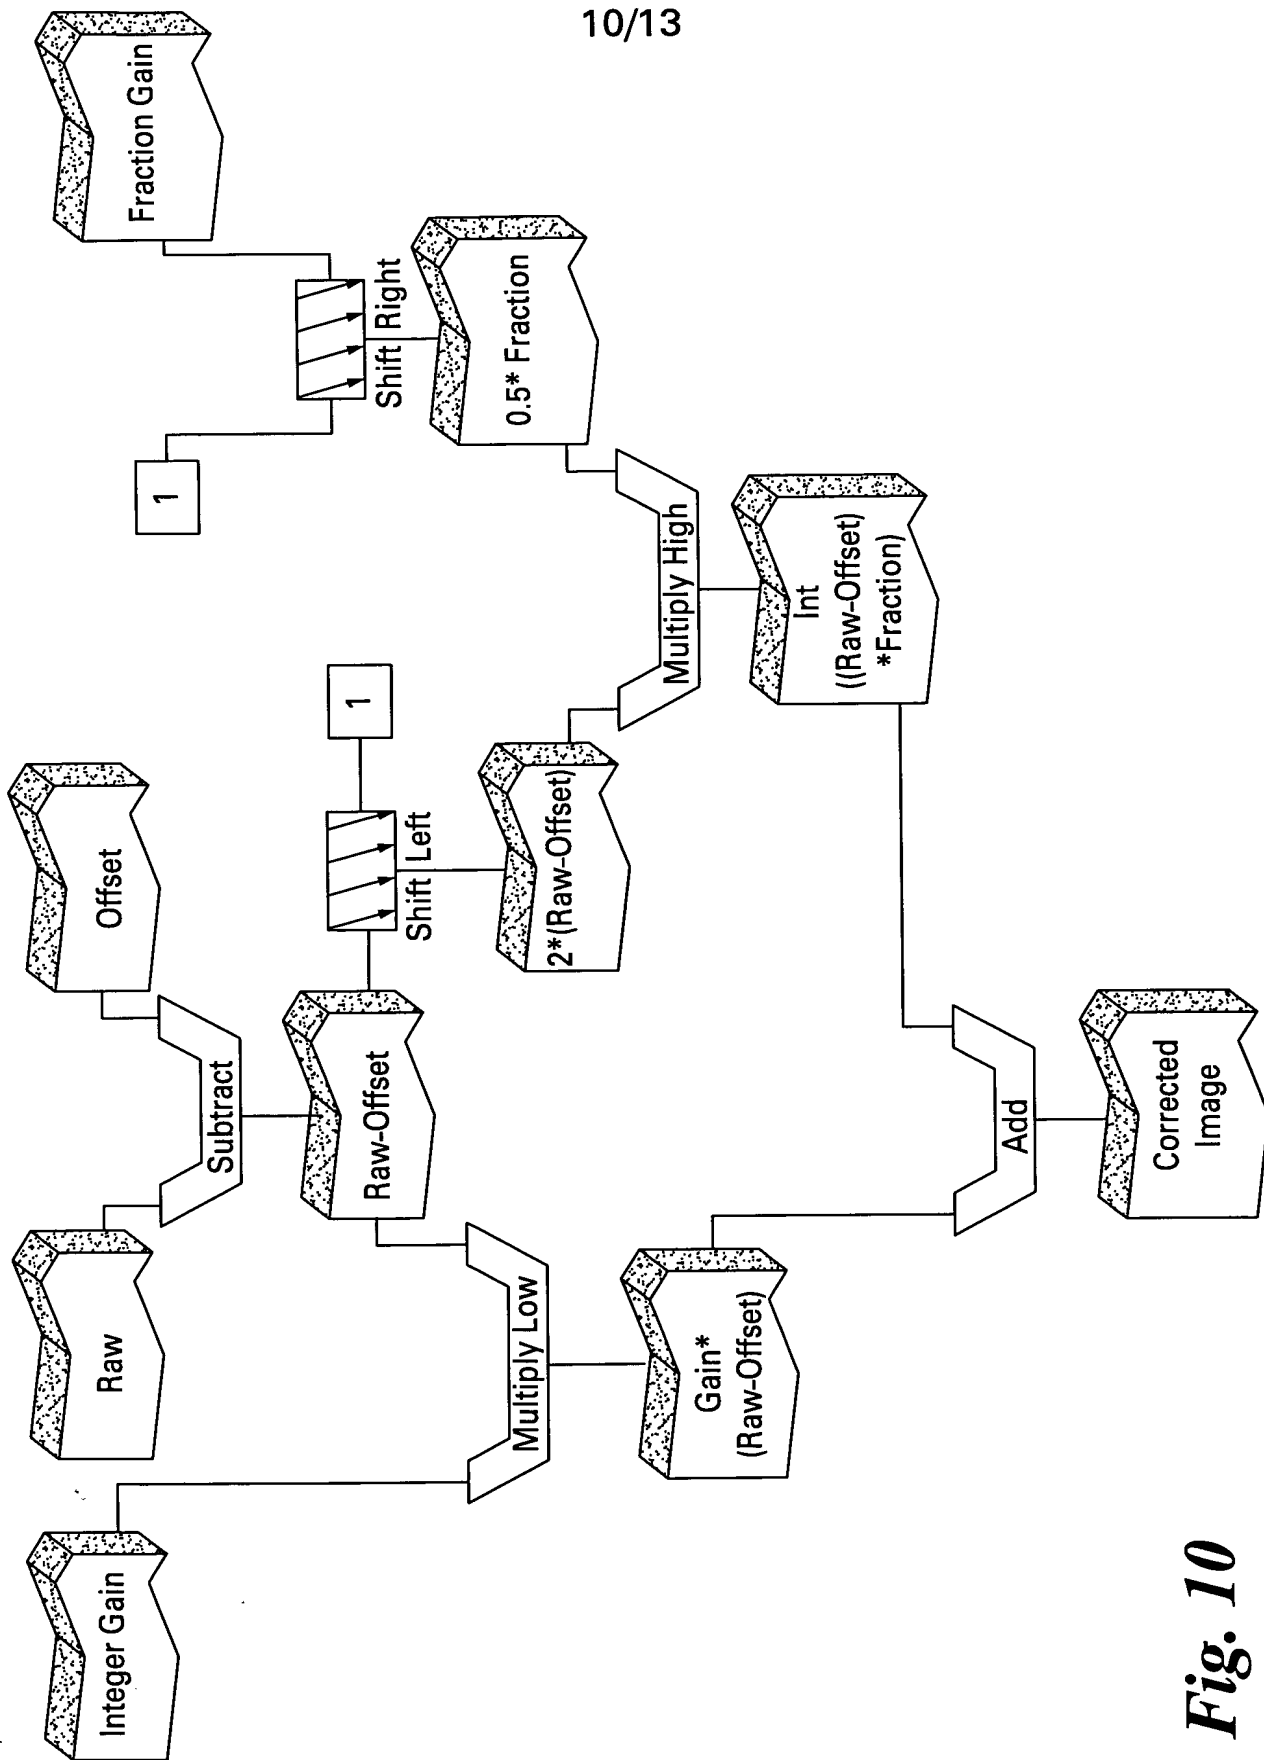 10/13
Integer Gain
Raw
Offset
Fraction Gain
Subtract
1
Shift Right
Raw-Offset
1
Shift Left
0.5* Fraction
Multiply Low
2*(Raw-Offset)
Multiply High
Gain*
(Raw-Offset)
Int
((Raw-Offset)
*Fraction)
Add
Corrected
Image
Fig. 10